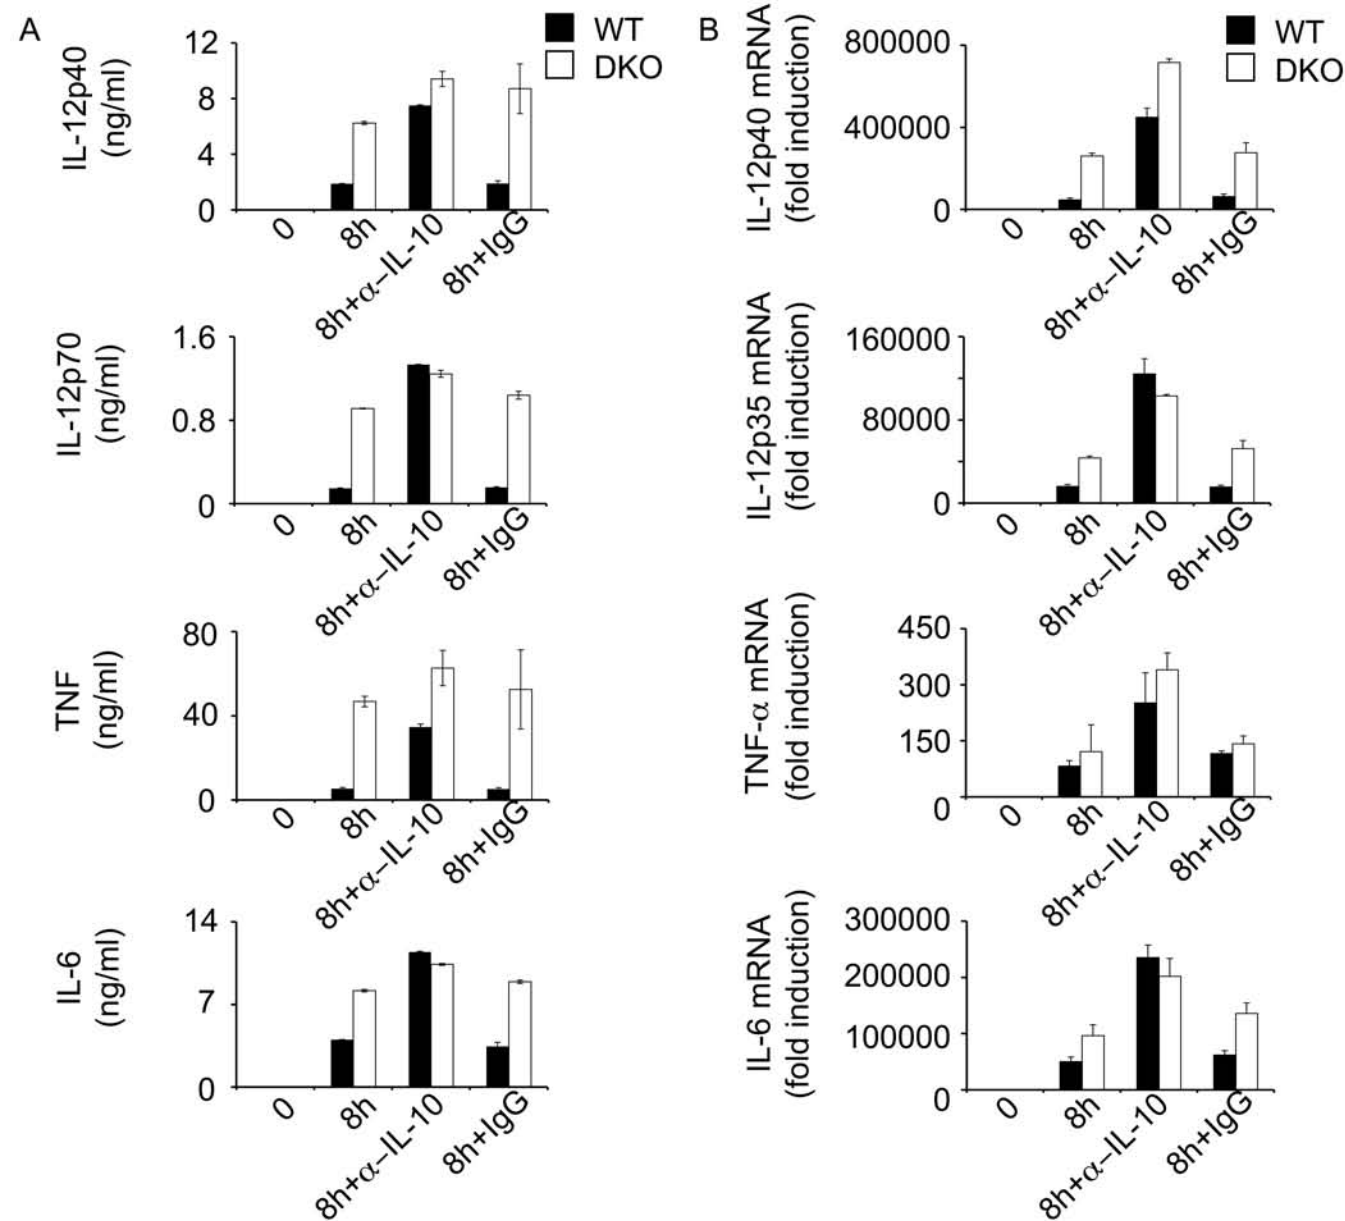 A
IL-12p40
(ng/ml)
12
8
4
0
WT
DKO
0
8h
8h+α–IL-10
8h+IgG
IL-12p70
(ng/ml)
1.6
0.8
0
0
8h
8h+α–IL-10
8h+IgG
TNF
(ng/ml)
80
40
0
0
8h
8h+α–IL-10
8h+IgG
IL-6
(ng/ml)
14
7
0
0
8h
8h+α–IL-10
8h+IgG
B
IL-12p40 mRNA
(fold induction)
800000
400000
0
WT
DKO
0
8h
8h+α–IL-10
8h+IgG
IL-12p35 mRNA
(fold induction)
160000
80000
0
0
8h
8h+α–IL-10
8h+IgG
TNF-α mRNA
(fold induction)
450
300
150
0
0
8h
8h+α–IL-10
8h+IgG
IL-6 mRNA
(fold induction)
300000
200000
100000
0
0
8h
8h+α–IL-10
8h+IgG